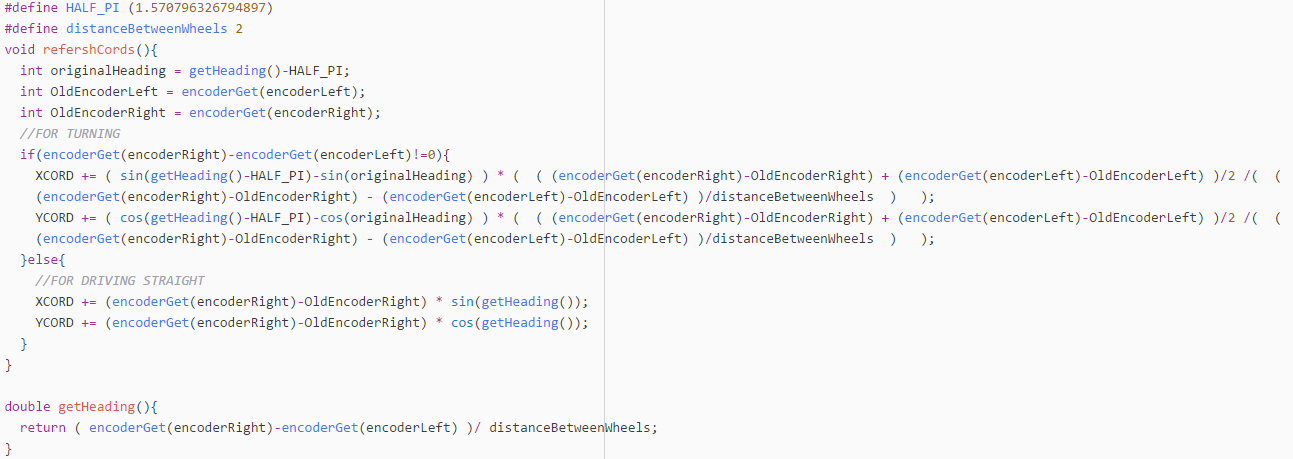 #define HALF_PI (1.570796326794897)
#define distanceBetweenWheels 2
void refershCords(){
  int originalHeading = getHeading()-HALF_PI;
  int OldEncoderLeft = encoderGet(encoderLeft);
  int OldEncoderRight = encoderGet(encoderRight);
  //FOR TURNING
  if(encoderGet(encoderRight)-encoderGet(encoderLeft)!=0){
    XCORD += ( sin(getHeading()-HALF_PI)-sin(originalHeading) ) * (  ( (encoderGet(encoderRight)-OldEncoderRight) + (encoderGet(encoderLeft)-OldEncoderLeft) )/2 /(  (
    (encoderGet(encoderRight)-OldEncoderRight) - (encoderGet(encoderLeft)-OldEncoderLeft) )/distanceBetweenWheels  )   );
    YCORD += ( cos(getHeading()-HALF_PI)-cos(originalHeading) ) * (  ( (encoderGet(encoderRight)-OldEncoderRight) + (encoderGet(encoderLeft)-OldEncoderLeft) )/2 /(  (
    (encoderGet(encoderRight)-OldEncoderRight) - (encoderGet(encoderLeft)-OldEncoderLeft) )/distanceBetweenWheels  )   );
  }else{
    //FOR DRIVING STRAIGHT
    XCORD += (encoderGet(encoderRight)-OldEncoderRight) * sin(getHeading());
    YCORD += (encoderGet(encoderRight)-OldEncoderRight) * cos(getHeading());
  }
}

double getHeading(){
  return ( encoderGet(encoderRight)-encoderGet(encoderLeft) )/ distanceBetweenWheels;
}